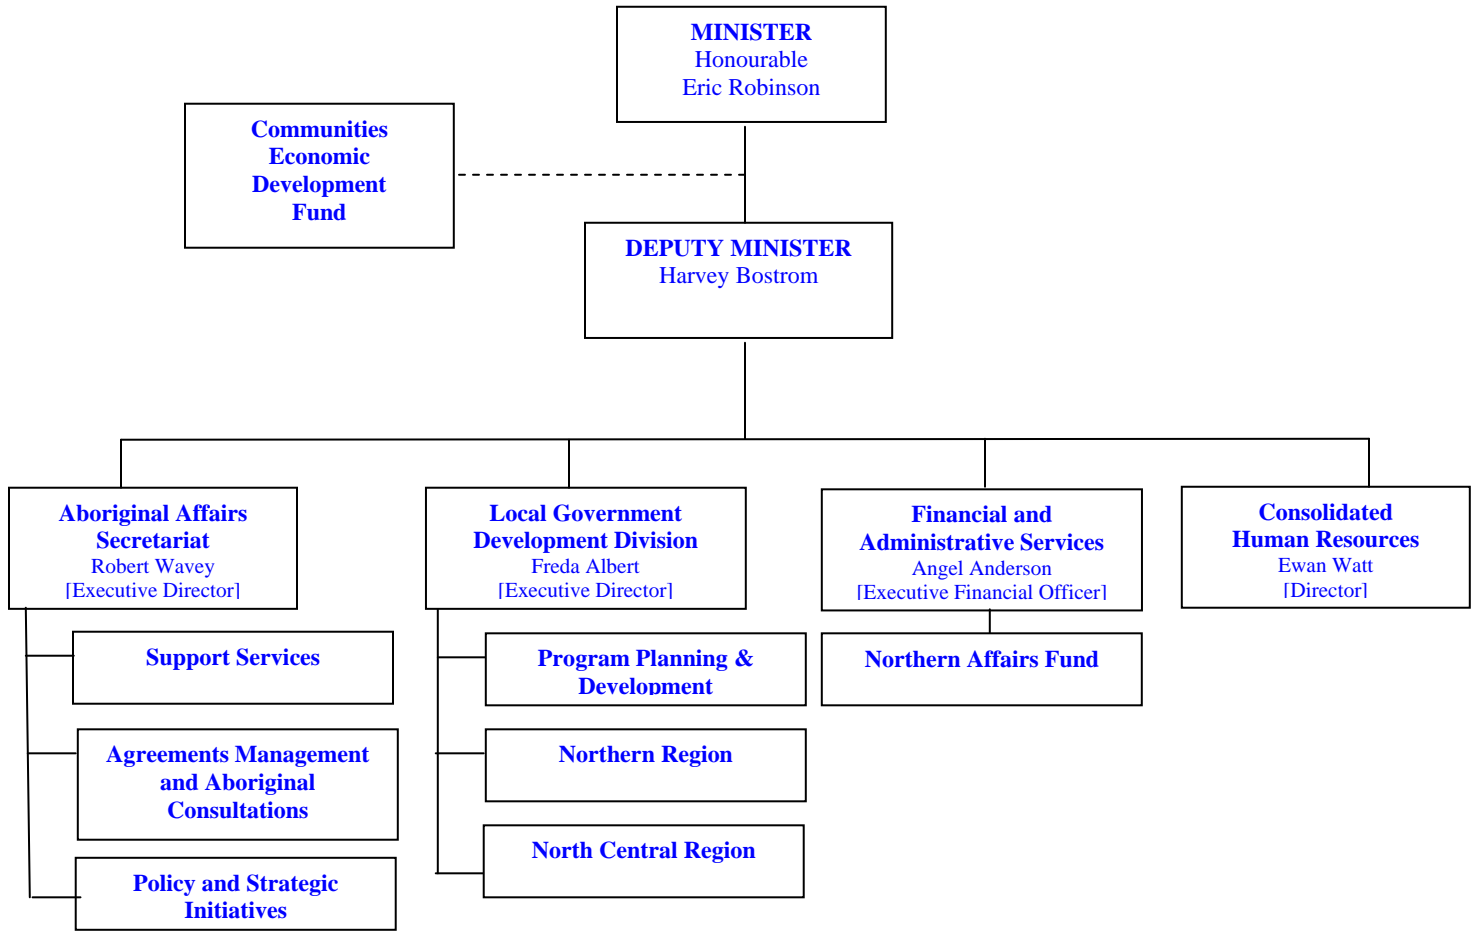 MINISTER
Honourable
Eric Robinson
Communities
Economic
Development
Fund
DEPUTY MINISTER
Harvey Bostrom
Aboriginal Affairs
Secretariat
Robert Wavey
[Executive Director]
Support Services
Agreements Management
and Aboriginal
Consultations
Policy and Strategic
Initiatives
Local Government
Development Division
Freda Albert
[Executive Director]
Program Planning &
Development
Northern Region
North Central Region
Financial and
Administrative Services
Angel Anderson
[Executive Financial Officer]
Northern Affairs Fund
Consolidated
Human Resources
Ewan Watt
[Director]